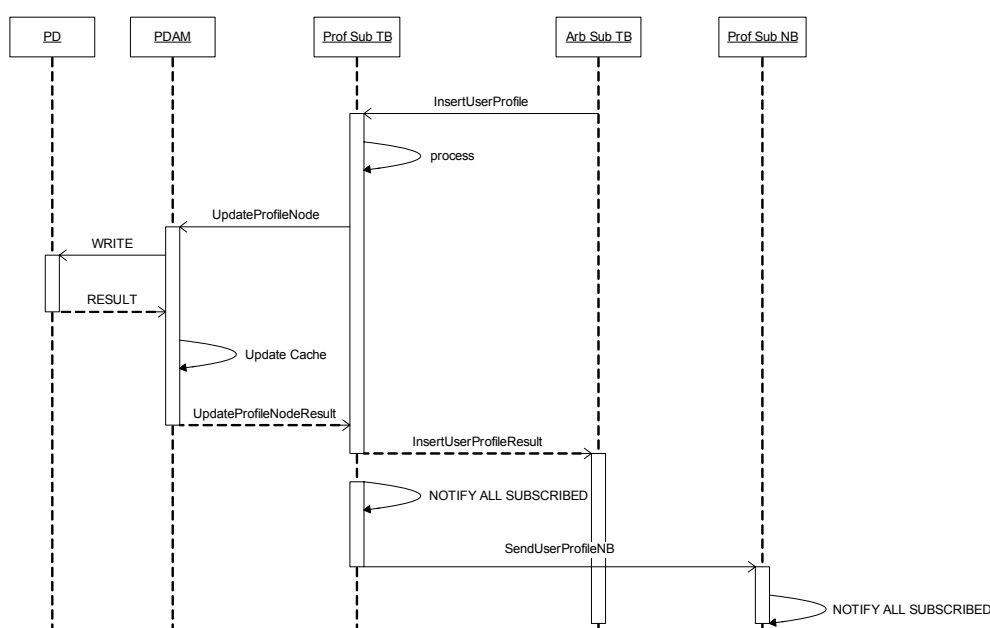 PD
PDAM
Prof Sub TB
Arb Sub TB
Prof Sub NB
InsertUserProfile
process
UpdateProfileNode
WRITE
RESULT
Update Cache
UpdateProfileNodeResult
InsertUserProfileResult
NOTIFY ALL SUBSCRIBED
SendUserProfileNB
NOTIFY ALL SUBSCRIBED